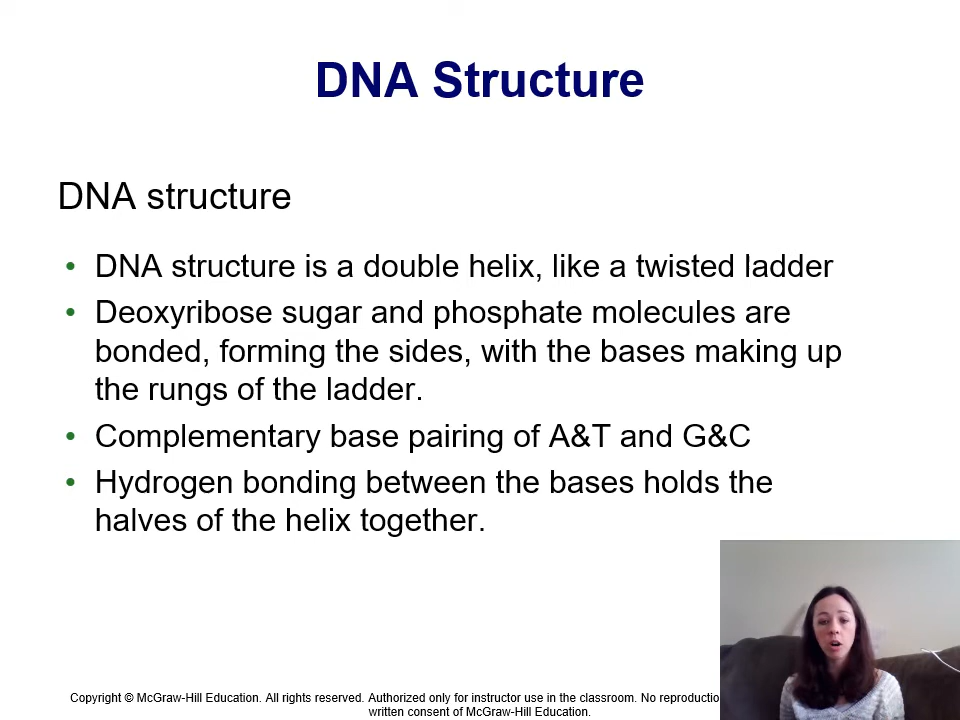 DNA Structure
DNA structure
• DNA structure is a double helix, like a twisted ladder
• Deoxyribose sugar and phosphate molecules are
bonded, forming the sides, with the bases making up
the rungs of the ladder.
• Complementary base pairing of A&T and G&C
• Hydrogen bonding between the bases holds the
halves of the helix together.
Copyright © McGraw-Hill Education. All rights reserved. Authorized only for instructor use in the classroom. No
written consent of McGraw-Hill Education.